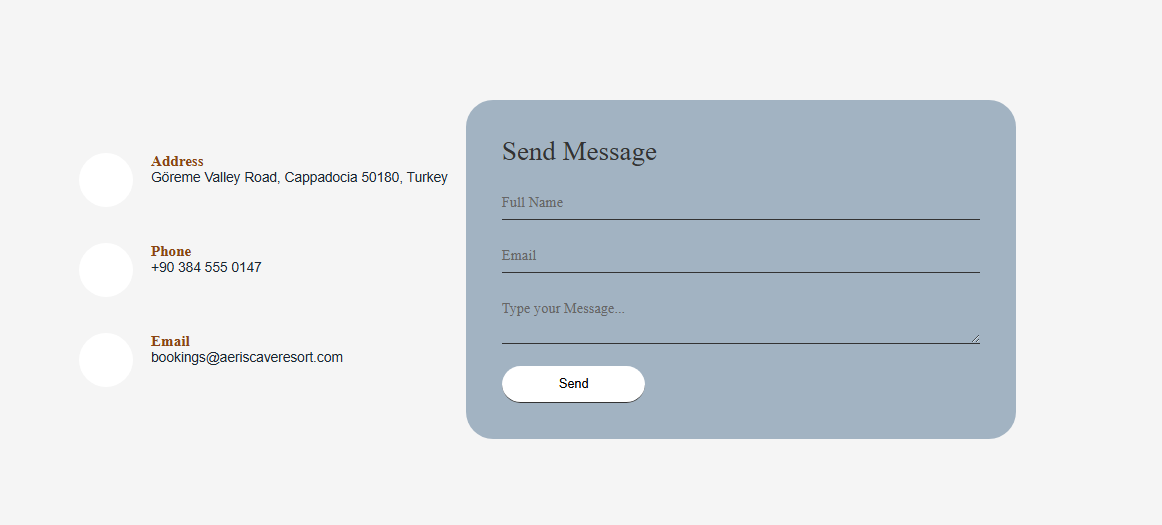 Address
Göreme Valley Road, Cappadocia 50180, Turkey
Phone
+90 384 555 0147
Email
bookings@aeriscaveresort.com
Send Message
Full Name
Email
Type your Message...
Send